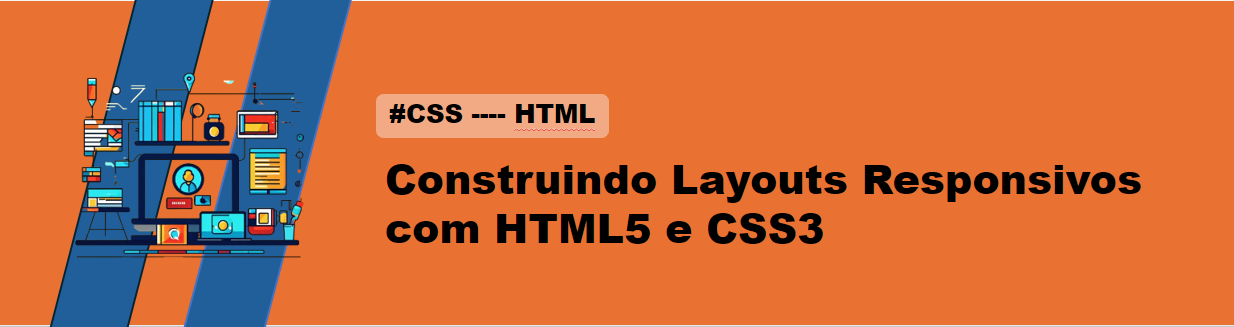 #CSS ---- HTML
Construindo Layouts Responsivos
com HTML5 e CSS3